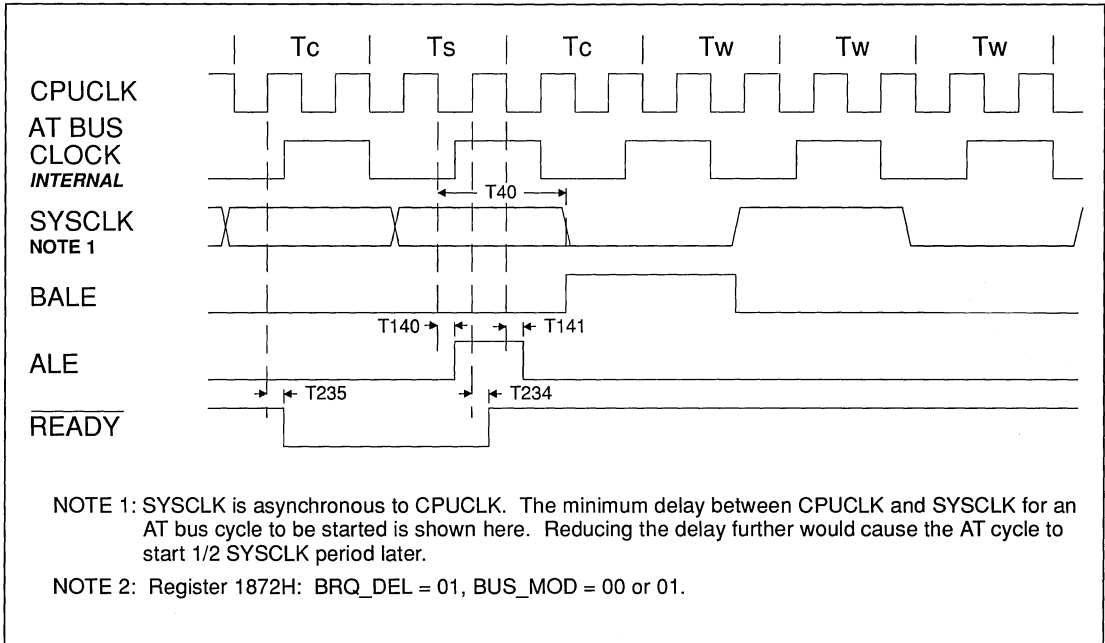 Tc Ts Tc Tw Tw Tw
CPUCLK
AT BUS
CLOCK
INTERNAL
T40
SYSCLK
NOTE 1
BALE
T140 T141
ALE
T235 T234
READY
NOTE 1: SYSCLK is asynchronous to CPUCLK. The minimum delay between CPUCLK and SYSCLK for an
AT bus cycle to be started is shown here. Reducing the delay further would cause the AT cycle to
start 1/2 SYSCLK period later.
NOTE 2: Register 1872H: BRQ_DEL = 01, BUS_MOD = 00 or 01.